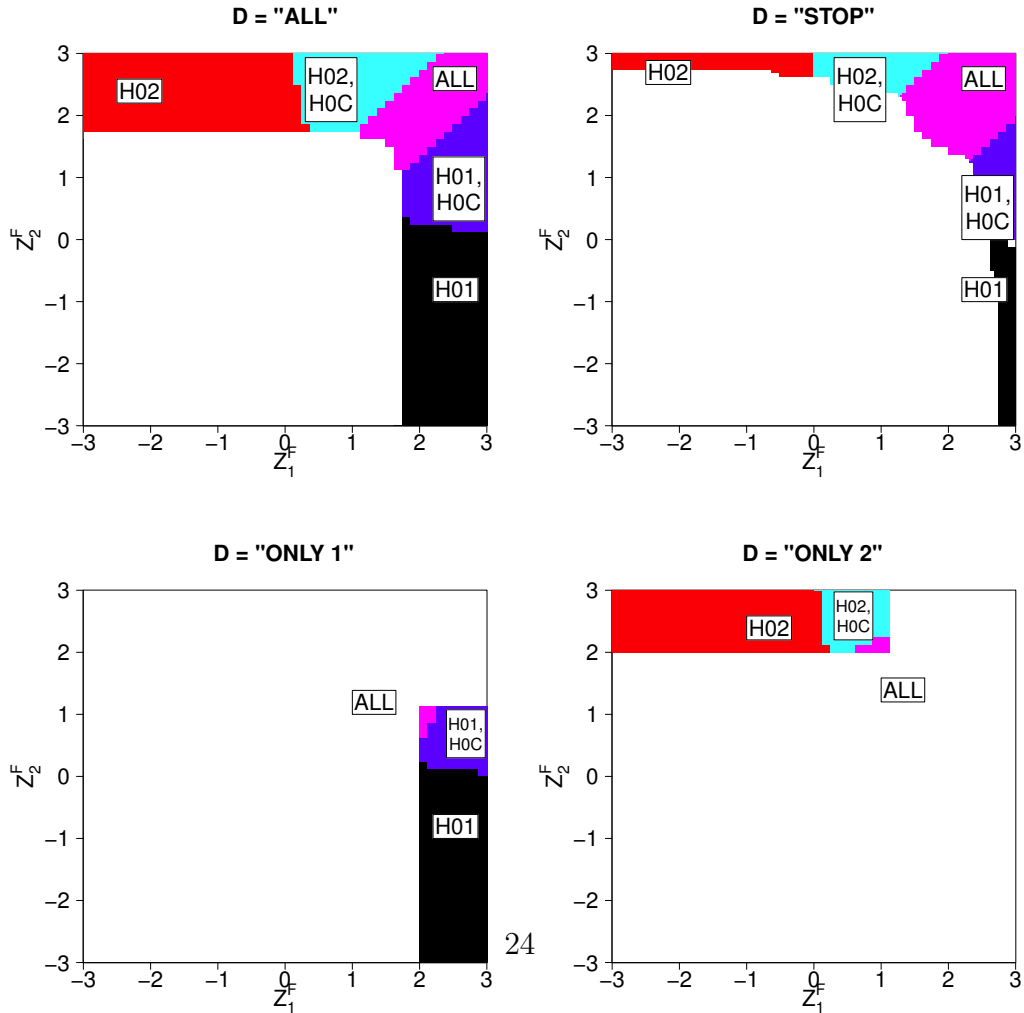 D = "ALL"
3
2
1
0
−1
−2
−3
−3
−2
−1
0
1
2
3
Z₂ᶠ
Z₁ᶠ
H02
H02,
H0C
ALL
H01,
H0C
H01
D = "STOP"
3
2
1
0
−1
−2
−3
−3
−2
−1
0
1
2
3
Z₂ᶠ
Z₁ᶠ
H02
H02,
H0C
ALL
H01,
H0C
H01
D = "ONLY 1"
3
2
1
0
−1
−2
−3
−3
−2
−1
0
1
2
3
Z₂ᶠ
Z₁ᶠ
ALL
H01,
H0C
H01
D = "ONLY 2"
3
2
1
0
−1
−2
−3
−3
−2
−1
0
1
2
3
Z₂ᶠ
Z₁ᶠ
H02
H02,
H0C
ALL
24